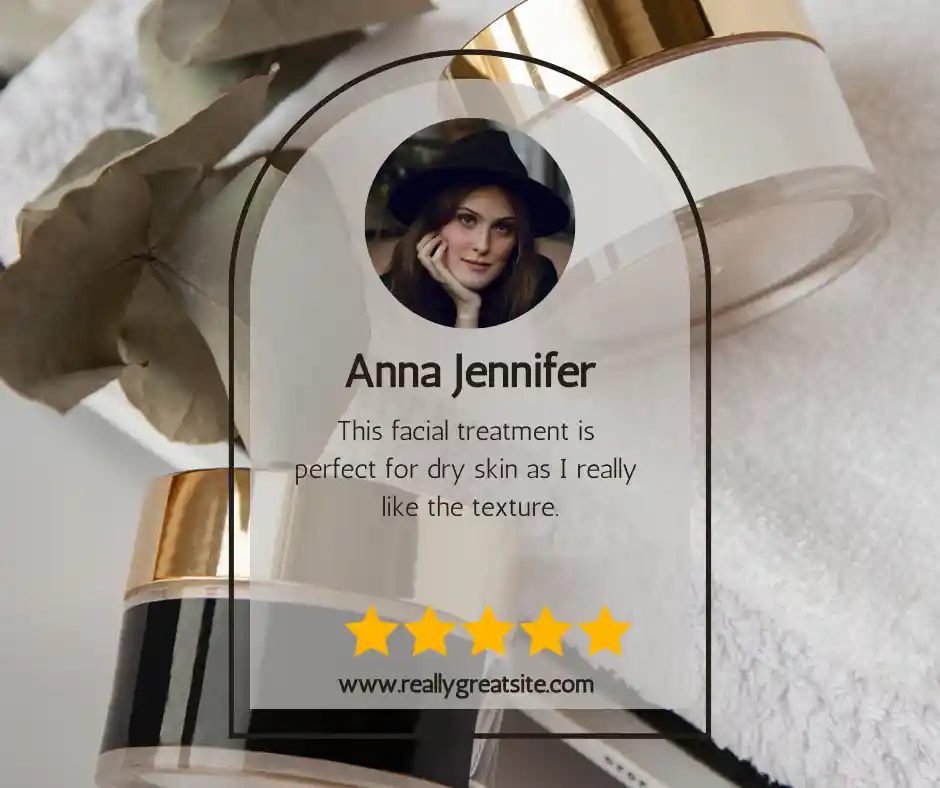 Anna Jennifer
This facial treatment is
perfect for dry skin as I really
like the texture.
www.reallygreatsite.com